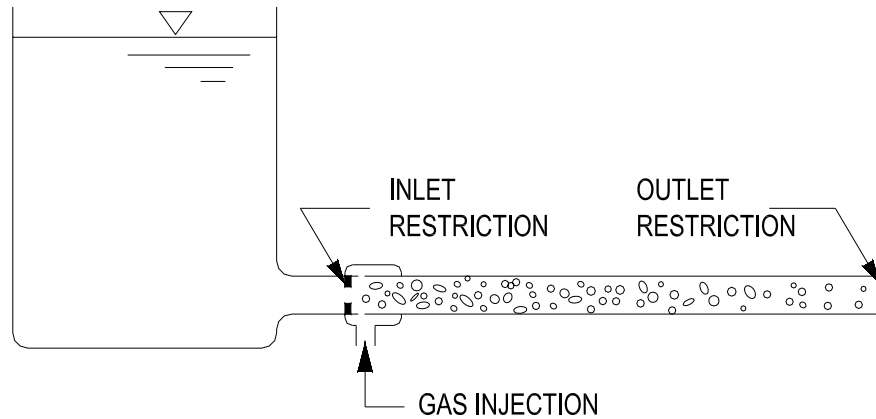 INLET
RESTRICTION
OUTLET
RESTRICTION
GAS INJECTION